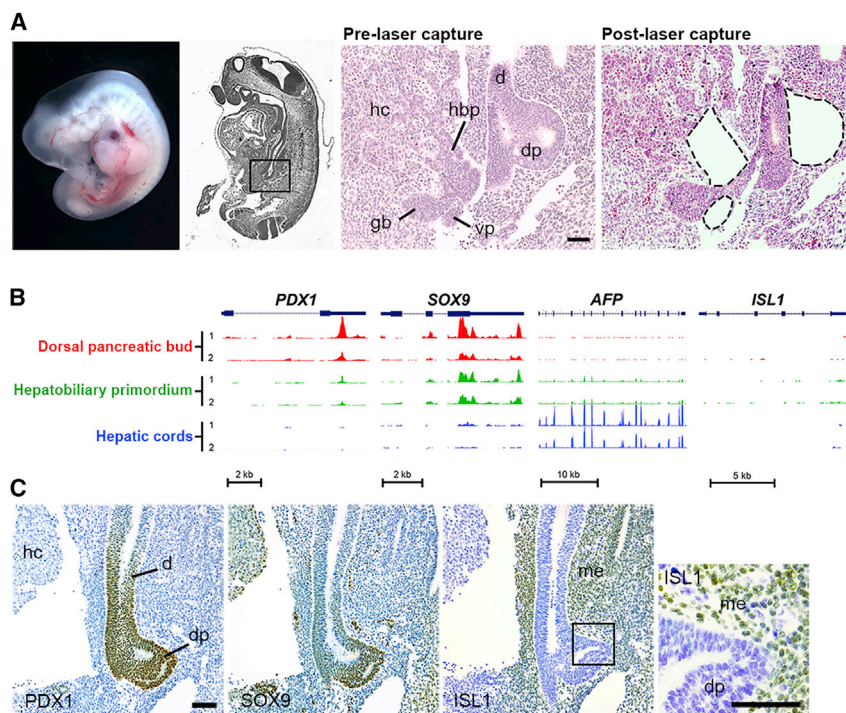 A
Pre-laser capture
Post-laser capture
d
hc
hbp
dp
gb
vp
B
PDX1 SOX9 AFP ISL1
Dorsal pancreatic bud 1
2
Hepatobiliary primordium 1
2
Hepatic cords 1
2
2 kb 2 kb 10 kb 5 kb
C
hc
d
dp
PDX1
SOX9
me
ISL1
ISL1
me
dp